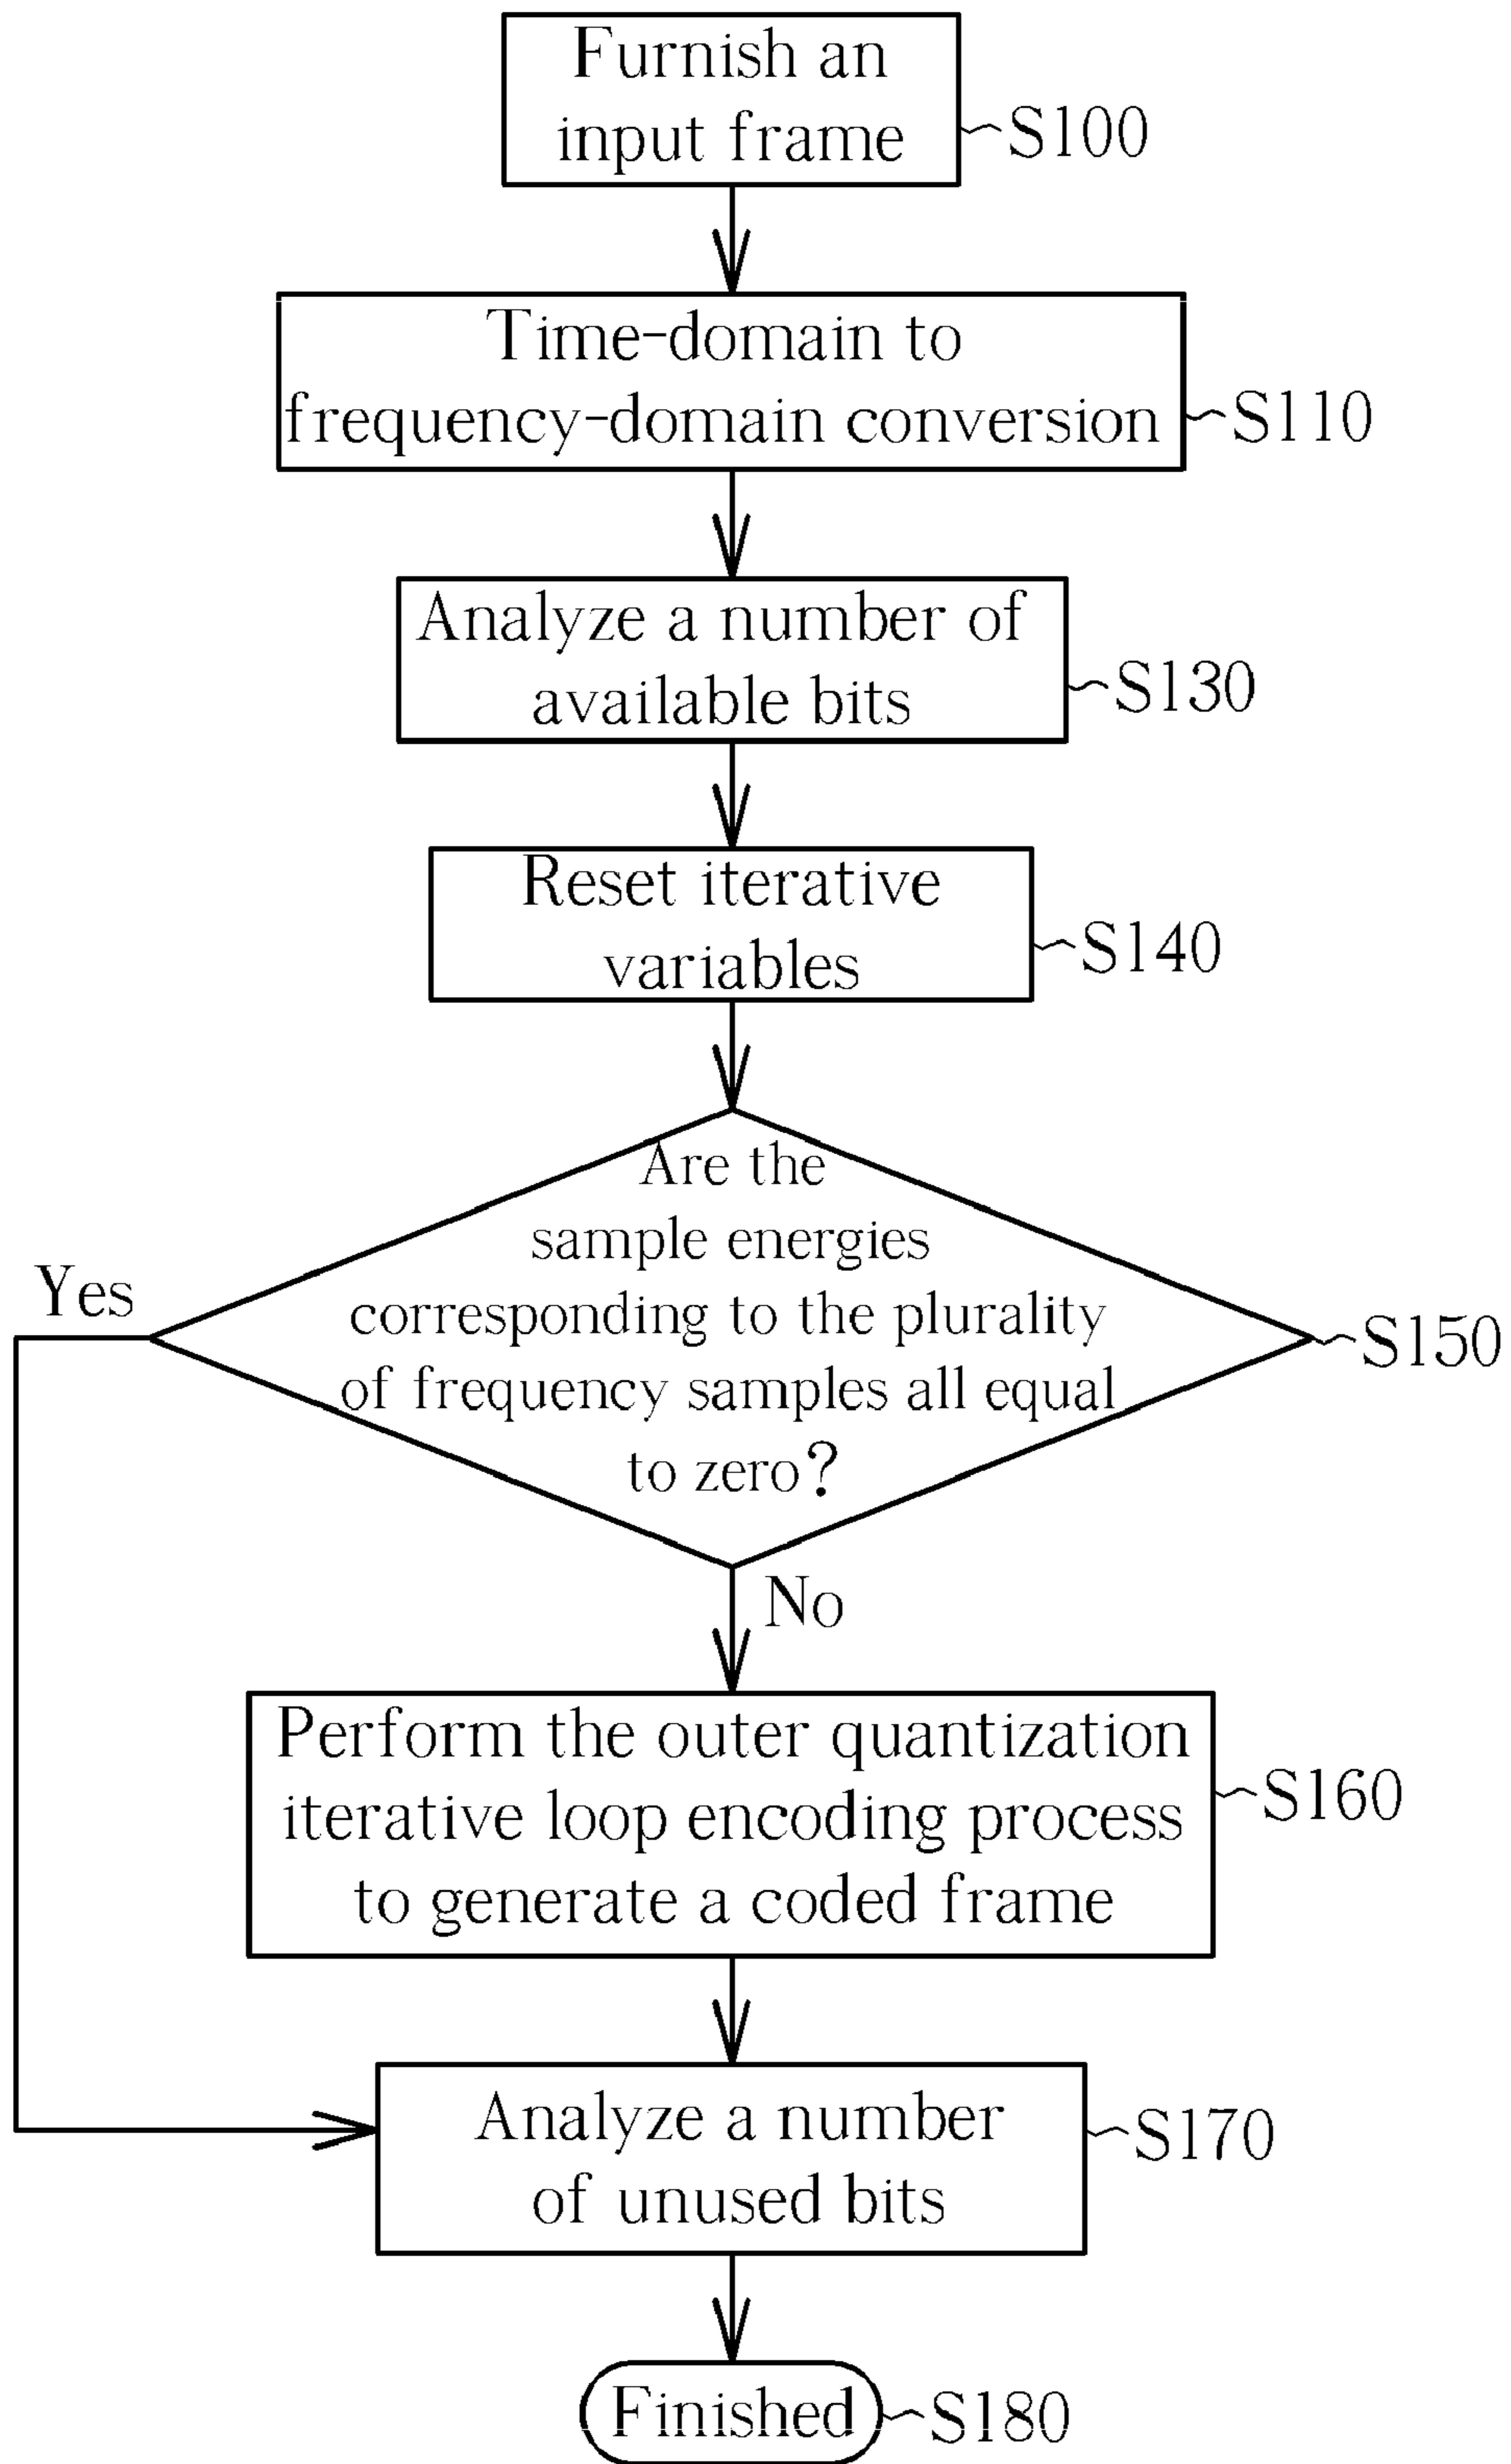 Furnish an
input frame
S100
Time-domain to
frequency-domain conversion
S110
Analyze a number of
available bits
S130
Reset iterative
variables
S140
Are the
sample energies
corresponding to the plurality
of frequency samples all equal
to zero?
S150
Yes
No
Perform the outer quantization
iterative loop encoding process
to generate a coded frame
S160
Analyze a number
of unused bits
S170
Finished
S180